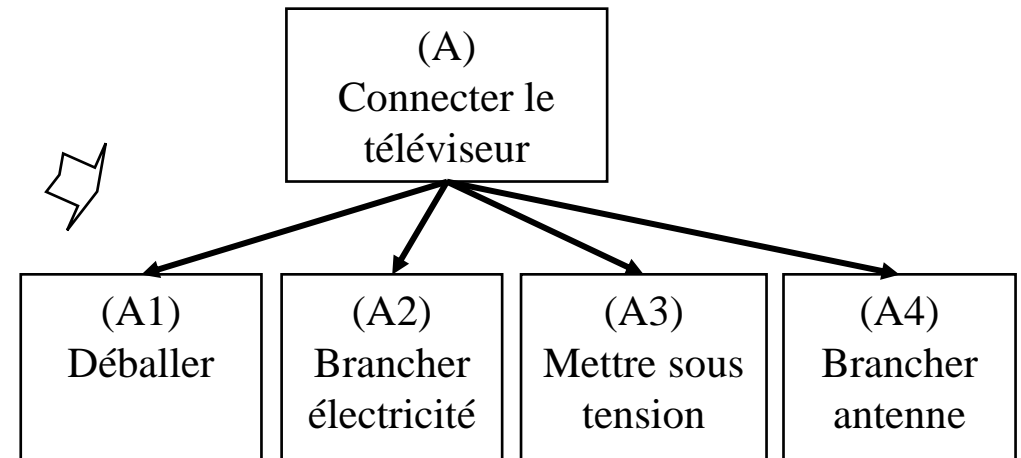 (A)
Connecter le
téléviseur
(A1)
Déballer
(A2)
Brancher
électricité
(A3)
Mettre sous
tension
(A4)
Brancher
antenne